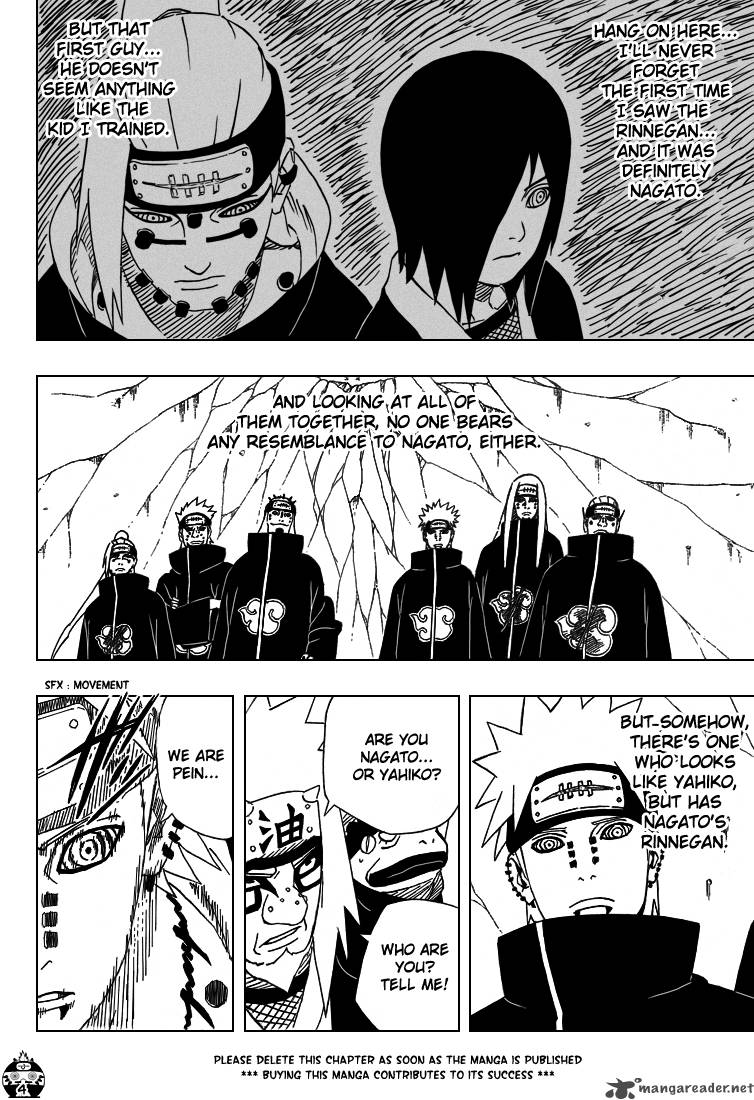 HANG ON HERE...
I'LL NEVER
FORGET
THE FIRST TIME
I SAW THE
RINNEGAN...
AND IT WAS
DEFINITELY
NAGATO.
BUT THAT
FIRST GUY...
HE DOESN'T
SEEM ANYTHING
LIKE THE
KID I TRAINED.
AND LOOKING AT ALL OF
THEM TOGETHER, NO ONE BEARS
ANY RESEMBLANCE TO NAGATO, EITHER.
BUT SOMEHOW,
THERE'S ONE
WHO LOOKS
LIKE YAHIKO,
BUT HAS
NAGATO'S
RINNEGAN!
ARE YOU
NAGATO...
OR YAHIKO?
油
WHO ARE
YOU?
TELL ME!
SFX : MOVEMENT
WE ARE
PEIN...
4
PLEASE DELETE THIS CHAPTER AS SOON AS THE MANGA IS PUBLISHED
*** BUYING THIS MANGA CONTRIBUTES TO ITS SUCCESS ***
mangareader.net